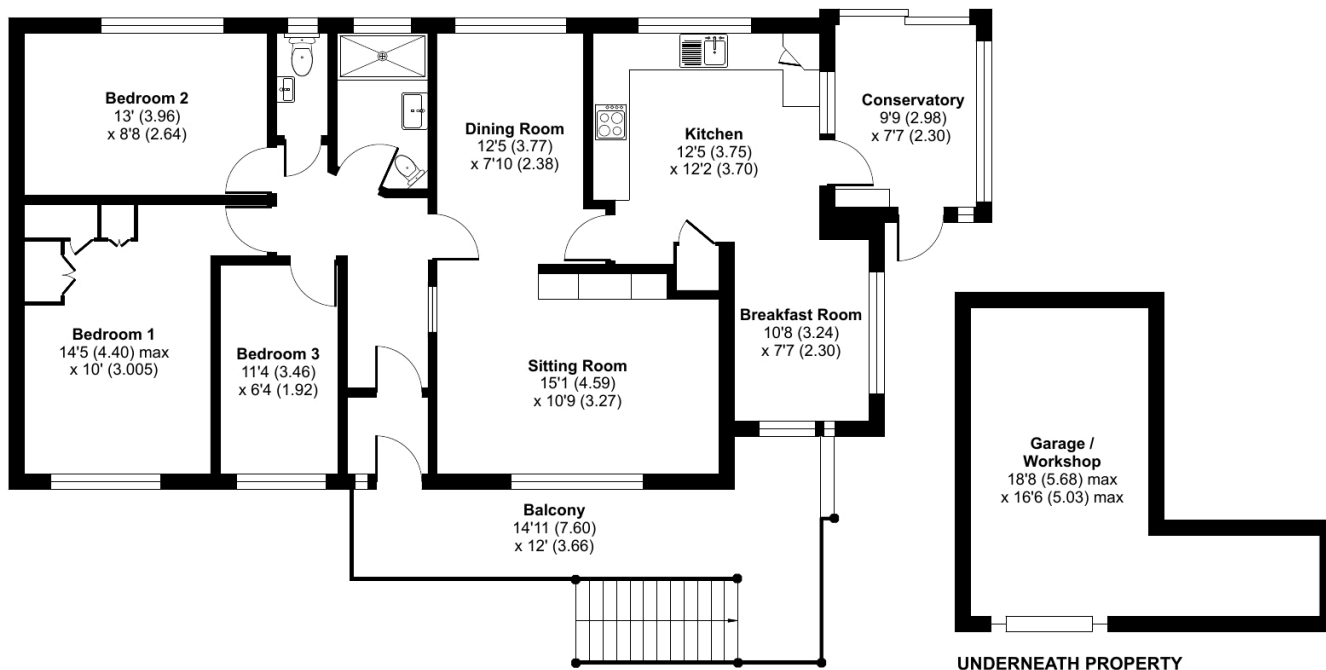 Bedroom 2
13' (3.96)
x 8'8 (2.64)
Dining Room
12'5 (3.77)
x 7'10 (2.38)
Kitchen
12'5 (3.75)
x 12'2 (3.70)
Conservatory
9'9 (2.98)
x 7'7 (2.30)
Bedroom 1
14'5 (4.40) max
x 10' (3.005)
Bedroom 3
11'4 (3.46)
x 6'4 (1.92)
Sitting Room
15'1 (4.59)
x 10'9 (3.27)
Breakfast Room
10'8 (3.24)
x 7'7 (2.30)
Balcony
14'11 (7.60)
x 12' (3.66)
Garage /
Workshop
18'8 (5.68) max
x 16'6 (5.03) max
UNDERNEATH PROPERTY